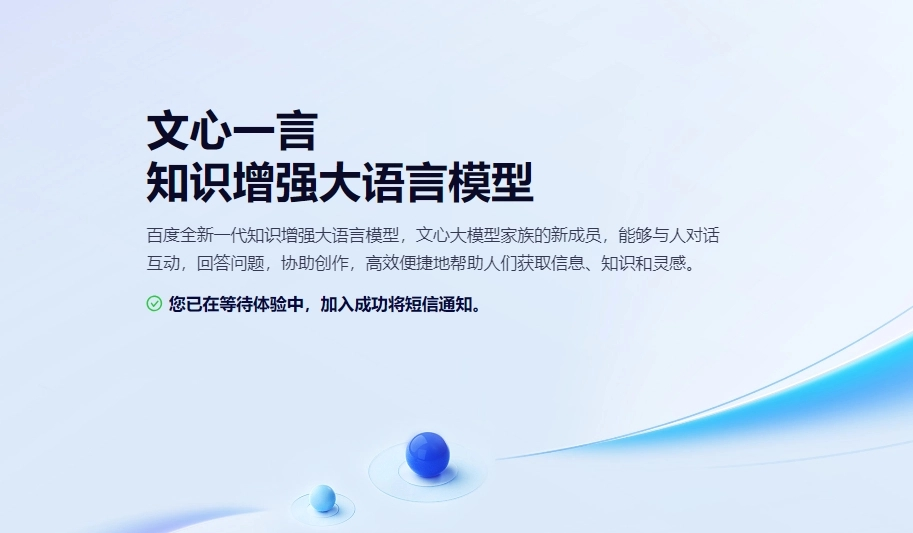 文心一言
知识增强大语言模型
百度全新一代知识增强大语言模型，文心大模型家族的新成员，能够与人对话
互动，回答问题，协助创作，高效便捷地帮助人们获取信息、知识和灵感。
您已在等待体验中，加入成功将短信通知。